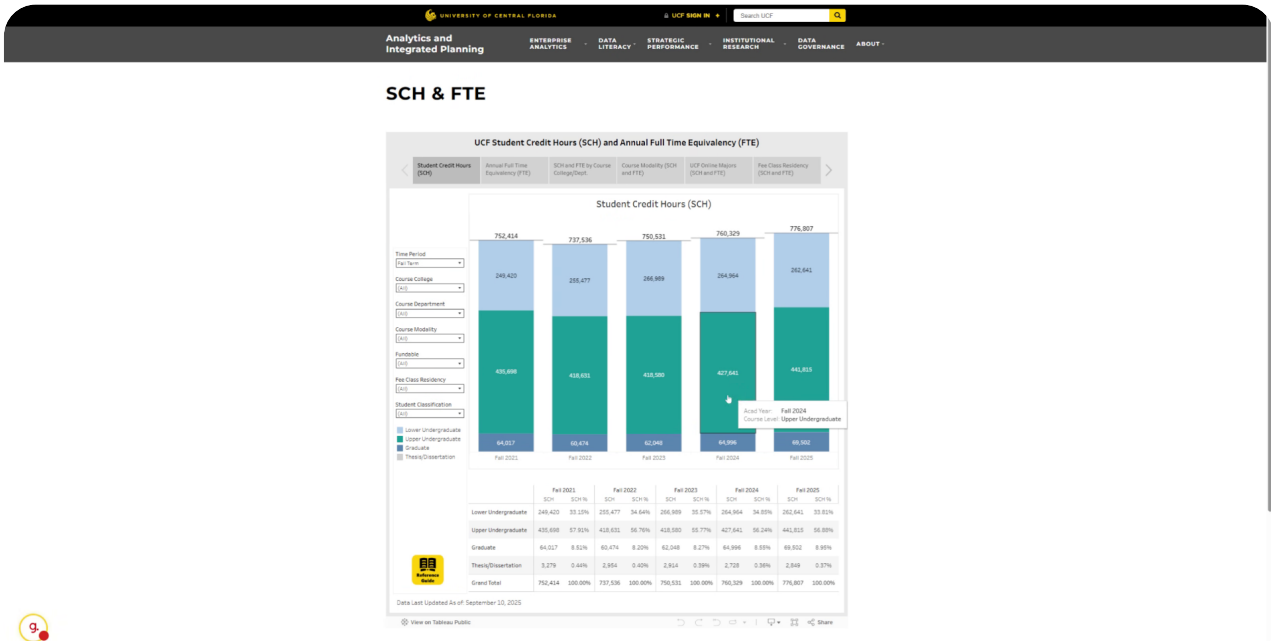 UNIVERSITY OF CENTRAL FLORIDA
UCF SIGN IN +
Search UCF
Analytics and
Integrated Planning
ENTERPRISE
ANALYTICS
DATA
LITERACY
STRATEGIC
PERFORMANCE
INSTITUTIONAL
RESEARCH
DATA
GOVERNANCE
ABOUT
SCH & FTE
UCF Student Credit Hours (SCH) and Annual Full Time Equivalency (FTE)
Student Credit Hours
(SCH)
Annual Full Time
Equivalency (FTE)
SCH and FTE by Course
College/Dept.
Course Modality (SCH
and FTE)
UCF Online Majors
(SCH and FTE)
Fee Class Residency
(SCH and FTE)
Student Credit Hours (SCH)
752,414
737,536
750,531
760,329
776,807
Time Period
Fall Term
Course College
(All)
Course Department
(All)
Course Modality
(All)
Fundable
(All)
Fee Class Residency
(All)
Student Classification
(All)
Lower Undergraduate
Upper Undergraduate
Graduate
Thesis/Dissertation
249,420
255,477
266,989
264,964
262,641
435,698
418,631
418,580
427,641
441,815
Acad Year: Fall 2024
Course Level: Upper Undergraduate
64,017
60,474
62,048
64,996
69,502
Fall 2021
Fall 2022
Fall 2023
Fall 2024
Fall 2025
Fall 2021 Fall 2022 Fall 2023 Fall 2024 Fall 2025
SCH SCH % SCH SCH % SCH SCH % SCH SCH % SCH SCH %
Lower Undergraduate 249,420 33.15% 255,477 34.64% 266,989 35.57% 264,964 34.85% 262,641 33.81%
Upper Undergraduate 435,698 57.91% 418,631 56.76% 418,580 55.77% 427,641 56.24% 441,815 56.88%
Graduate 64,017 8.51% 60,474 8.20% 62,048 8.27% 64,996 8.55% 69,502 8.95%
Thesis/Dissertation 3,279 0.44% 2,954 0.40% 2,914 0.39% 2,728 0.36% 2,849 0.37%
Grand Total 752,414 100.00% 737,536 100.00% 750,531 100.00% 760,329 100.00% 776,807 100.00%
Reference
Guide
Data Last Updated As of: September 10, 2025
View on Tableau Public
Share
g.